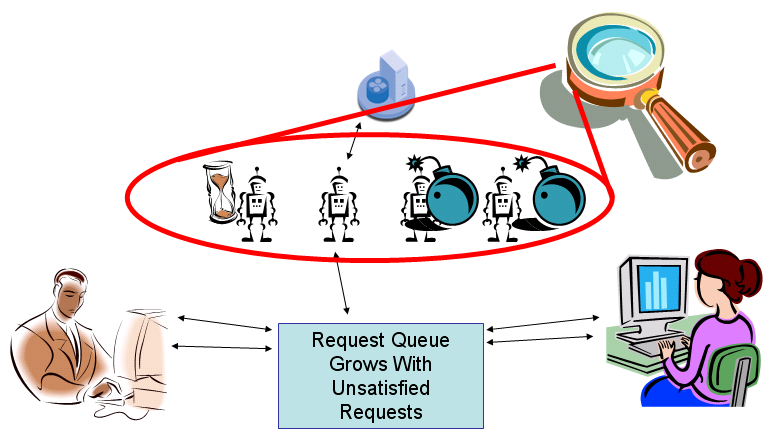 Request Queue
Grows With
Unsatisfied
Requests